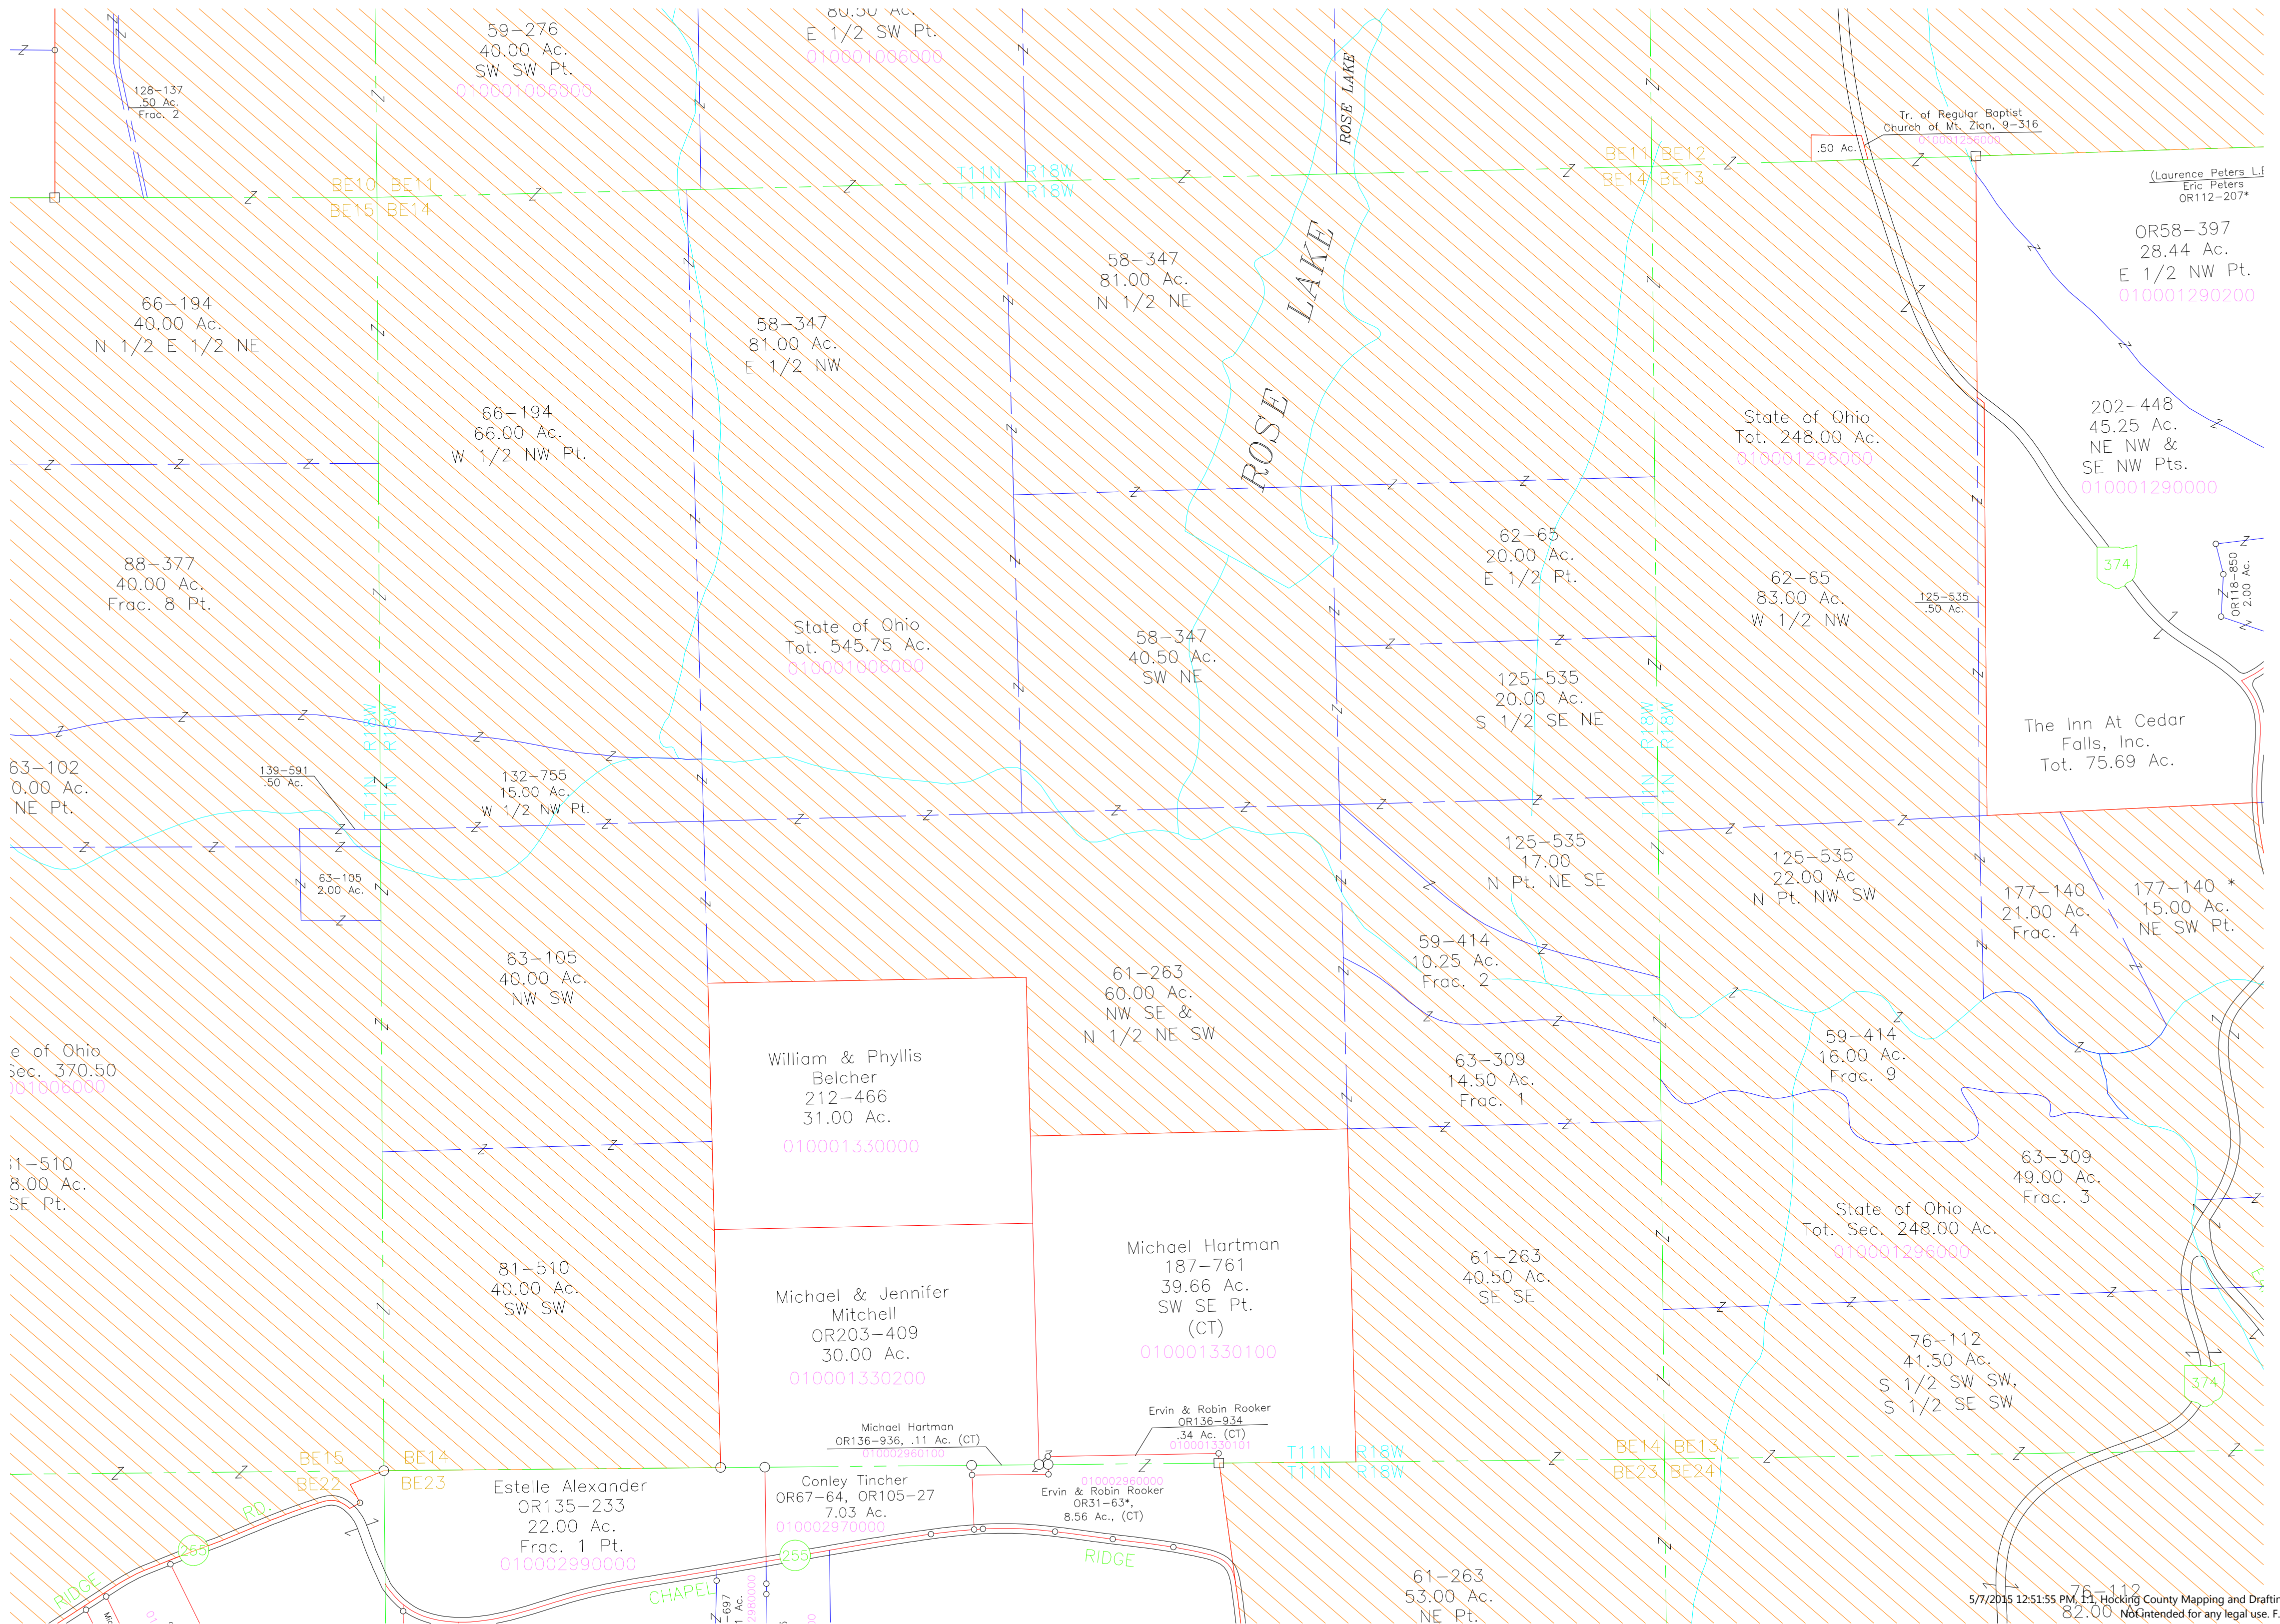 59-276
40.00 Ac.
SW SW Pt.
010001006000
80.50 Ac.
E 1/2 SW Pt.
010001006000
128-137
.50 Ac.
Frac. 2
ROSE LAKE
Tr. of Regular Baptist
Church of Mt. Zion, 9-316
010001256000
.50 Ac.
BE10 BE11
BE15 BE14
T11N R18W
T11N R18W
BE11 BE12
BE14 BE13
(Laurence Peters L.E
Eric Peters
OR112-207*
OR58-397
28.44 Ac.
E 1/2 NW Pt.
010001290200
66-194
40.00 Ac.
N 1/2 E 1/2 NE
66-194
66.00 Ac.
W 1/2 NW Pt.
58-347
81.00 Ac.
E 1/2 NW
58-347
81.00 Ac.
N 1/2 NE
ROSE LAKE
State of Ohio
Tot. 248.00 Ac.
010001296000
202-448
45.25 Ac.
NE NW &
SE NW Pts.
010001290000
88-377
40.00 Ac.
Frac. 8 Pt.
State of Ohio
Tot. 545.75 Ac.
010001006000
58-347
40.50 Ac.
SW NE
62-65
20.00 Ac.
E 1/2 Pt.
62-65
83.00 Ac.
W 1/2 NW
125-535
.50 Ac.
374
OR118-850
2.00 Ac.
125-535
20.00 Ac.
S 1/2 SE NE
The Inn At Cedar
Falls, Inc.
Tot. 75.69 Ac.
T11N R18W
T11N R18W
T11N R18W
T11N R18W
63-102
0.00 Ac.
NE Pt.
139-591
.50 Ac.
132-755
15.00 Ac.
W 1/2 NW Pt.
63-105
2.00 Ac.
125-535
17.00
N Pt. NE SE
125-535
22.00 Ac
N Pt. NW SW
177-140
21.00 Ac.
Frac. 4
177-140 *
15.00 Ac.
NE SW Pt.
63-105
40.00 Ac.
NW SW
61-263
60.00 Ac.
NW SE &
N 1/2 NE SW
59-414
10.25 Ac.
Frac. 2
59-414
16.00 Ac.
Frac. 9
e of Ohio
Sec. 370.50
001006000
William & Phyllis
Belcher
212-466
31.00 Ac.
010001330000
63-309
14.50 Ac.
Frac. 1
63-309
49.00 Ac.
Frac. 3
1-510
8.00 Ac.
SE Pt.
State of Ohio
Tot. Sec. 248.00 Ac.
010001296000
81-510
40.00 Ac.
SW SW
Michael & Jennifer
Mitchell
OR203-409
30.00 Ac.
010001330200
Michael Hartman
187-761
39.66 Ac.
SW SE Pt.
(CT)
010001330100
61-263
40.50 Ac.
SE SE
76-112
41.50 Ac.
S 1/2 SW SW,
S 1/2 SE SW
374
Michael Hartman
OR136-936, .11 Ac. (CT)
010002960100
Ervin & Robin Rooker
OR136-934
.34 Ac. (CT)
010001330101
BE15 BE14
BE22 BE23
T11N R18W
T11N R18W
BE14 BE13
BE23 BE24
Estelle Alexander
OR135-233
22.00 Ac.
Frac. 1 Pt.
010002990000
Conley Tincher
OR67-64, OR105-27
7.03 Ac.
010002970000
010002960000
Ervin & Robin Rooker
OR31-63*,
8.56 Ac., (CT)
RIDGE
255
RD.
CHAPEL
255
RIDGE
-697
1 Ac.
2980000
61-263
53.00 Ac.
NE Pt.
76-112
82.00 Ac.
5/7/2015 12:51:55 PM, 1:1, Hocking County Mapping and Draftin
Not intended for any legal use. F